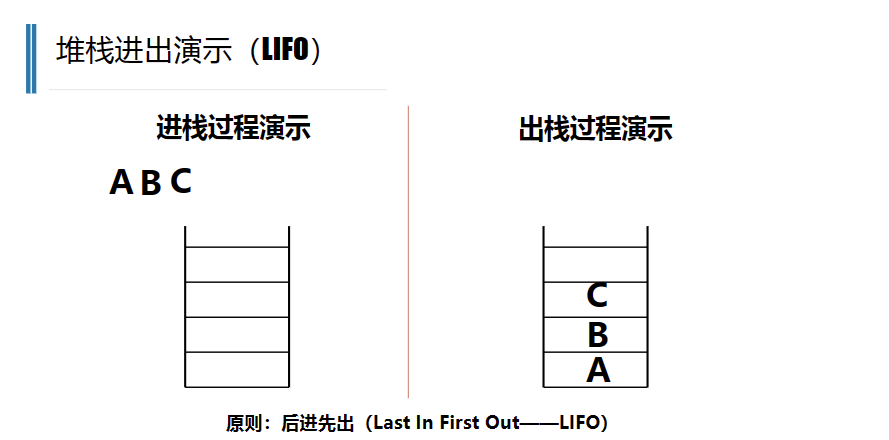 堆栈进出演示（LIFO）
进栈过程演示
A B C
出栈过程演示
C
B
A
原则：后进先出（Last In First Out——LIFO）